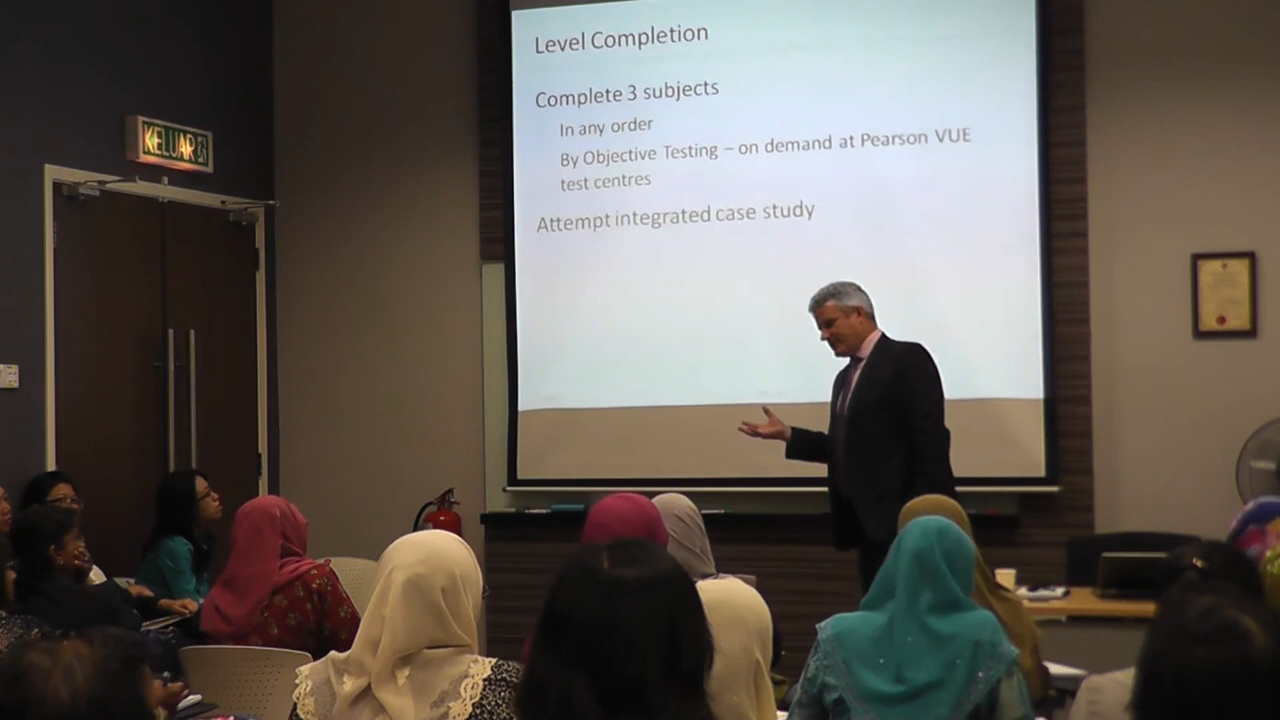 Level Completion
Complete 3 subjects
In any order
By Objective Testing – on demand at Pearson VUE
test centres
Attempt integrated case study
KELUAR